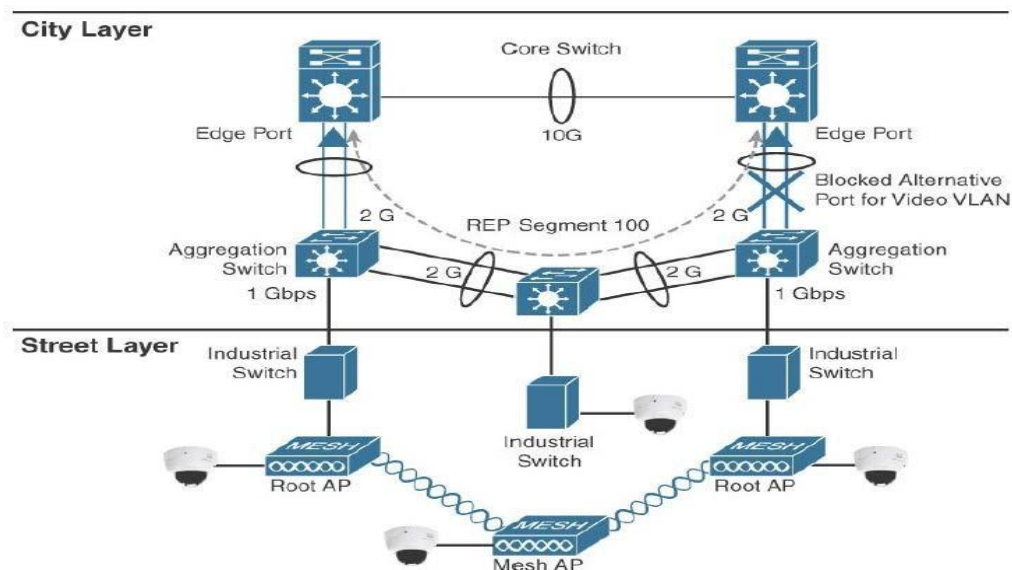 City Layer
Core Switch
10G
Edge Port
Edge Port
Blocked Alternative
Port for Video VLAN
2 G
REP Segment 100
2 G
Aggregation
Switch
2 G
2 G
Aggregation
Switch
1 Gbps
1 Gbps
Street Layer
Industrial
Switch
Industrial
Switch
Industrial
Switch
MESH
Root AP
MESH
Root AP
MESH
Mesh AP